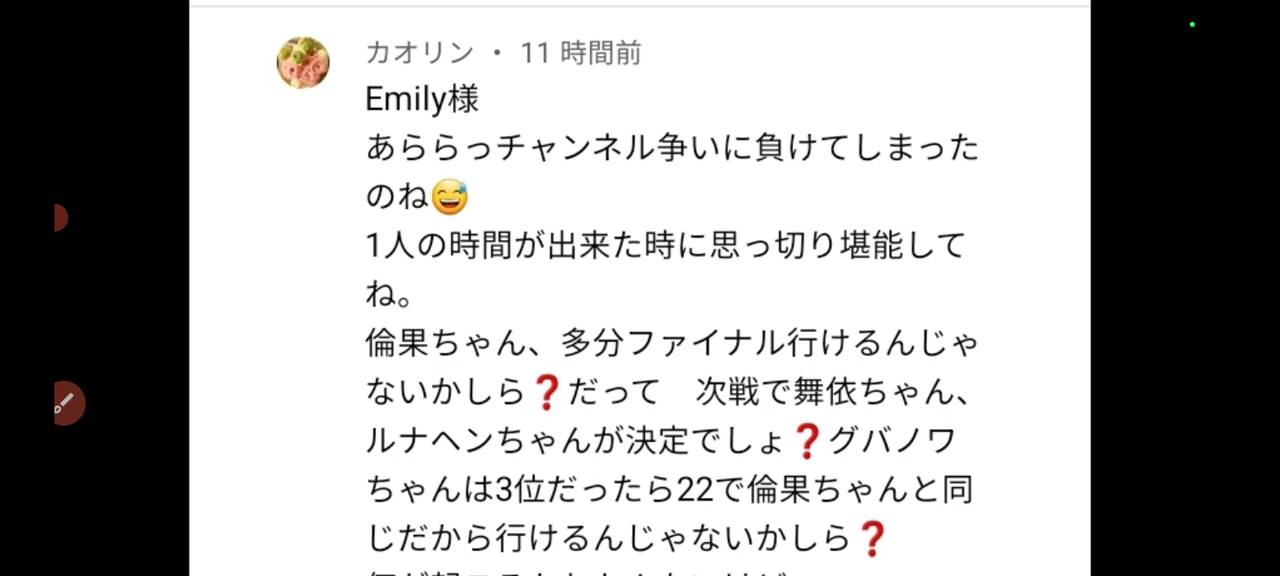 カオリン ・ 11 時間前
Emily様
あららっチャンネル争いに負けてしまった
のね😅
1人の時間が出来た時に思っ切り堪能して
ね。
倫果ちゃん、多分ファイナル行けるんじゃ
ないかしら❓だって　次戦で舞依ちゃん、
ルナヘンちゃんが決定でしょ❓グバノワ
ちゃんは3位だったら22で倫果ちゃんと同
じだから行けるんじゃないかしら❓